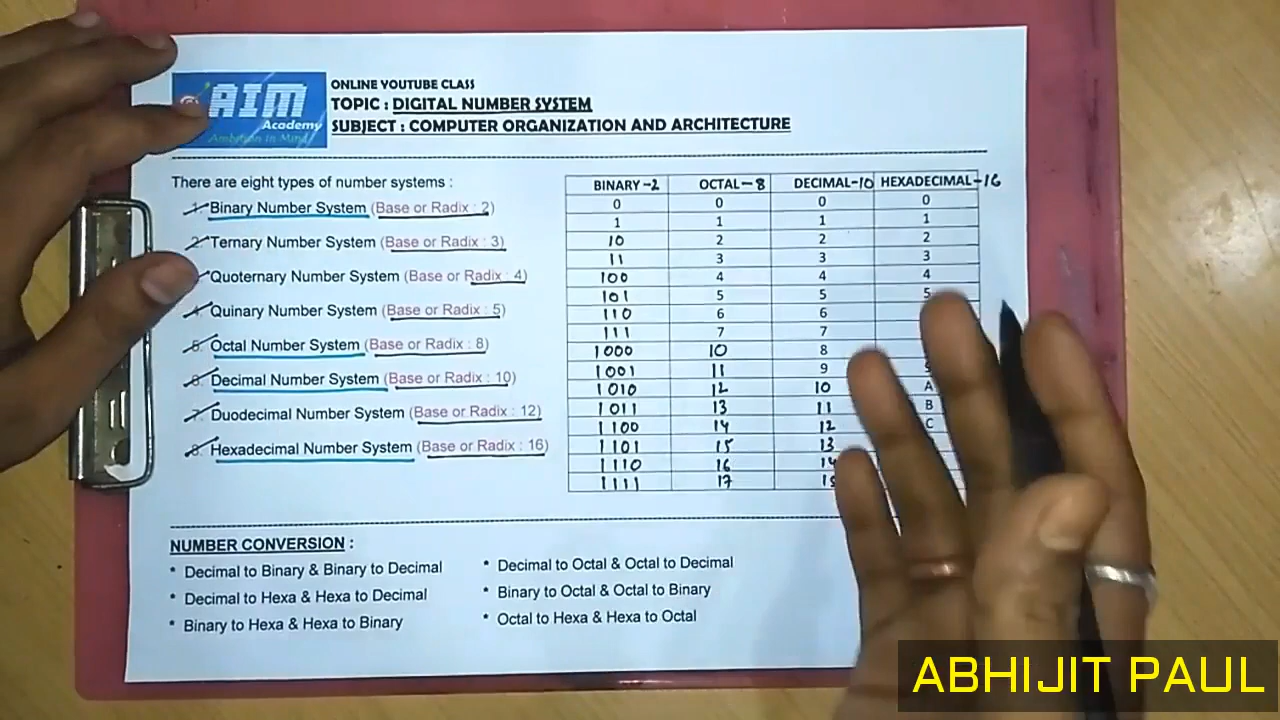 AIM
Academy
Ambition in Mind
ONLINE YOUTUBE CLASS
TOPIC : DIGITAL NUMBER SYSTEM
SUBJECT : COMPUTER ORGANIZATION AND ARCHITECTURE
There are eight types of number systems :
1. Binary Number System (Base or Radix : 2)
2. Ternary Number System (Base or Radix : 3)
Quoternary Number System (Base or Radix : 4)
4. Quinary Number System (Base or Radix : 5)
5. Octal Number System (Base or Radix : 8)
6. Decimal Number System (Base or Radix : 10)
7. Duodecimal Number System (Base or Radix : 12)
8. Hexadecimal Number System (Base or Radix : 16)
BINARY -2 OCTAL - 8 DECIMAL-10 HEXADECIMAL -16
0 0 0 0
1 1 1 1
10 2 2 2
11 3 3 3
100 4 4 4
101 5 5 5
110 6 6
111 7 7
1000 10 8
1001 11 9
1010 12 10 A
1011 13 11 B
1100 14 12 C
1101 15 13
1110 16 14
1111 17 15
NUMBER CONVERSION :
* Decimal to Binary & Binary to Decimal
* Decimal to Hexa & Hexa to Decimal
* Binary to Hexa & Hexa to Binary
* Decimal to Octal & Octal to Decimal
* Binary to Octal & Octal to Binary
* Octal to Hexa & Hexa to Octal
ABHIJIT PAUL